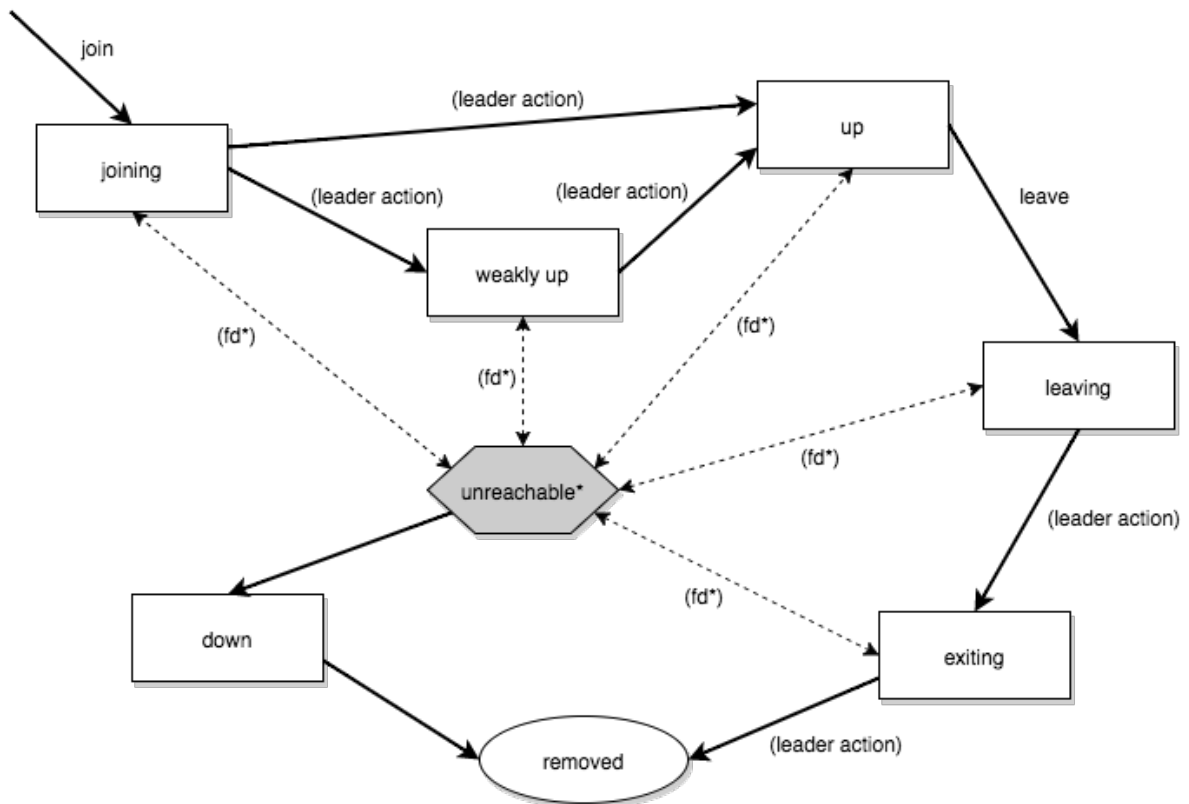 join
(leader action)
up
joining
(leader action)
(leader action)
leave
weakly up
(fd*)
(fd*)
(fd*)
leaving
(fd*)
unreachable*
(leader action)
(fd*)
down
exiting
(leader action)
removed